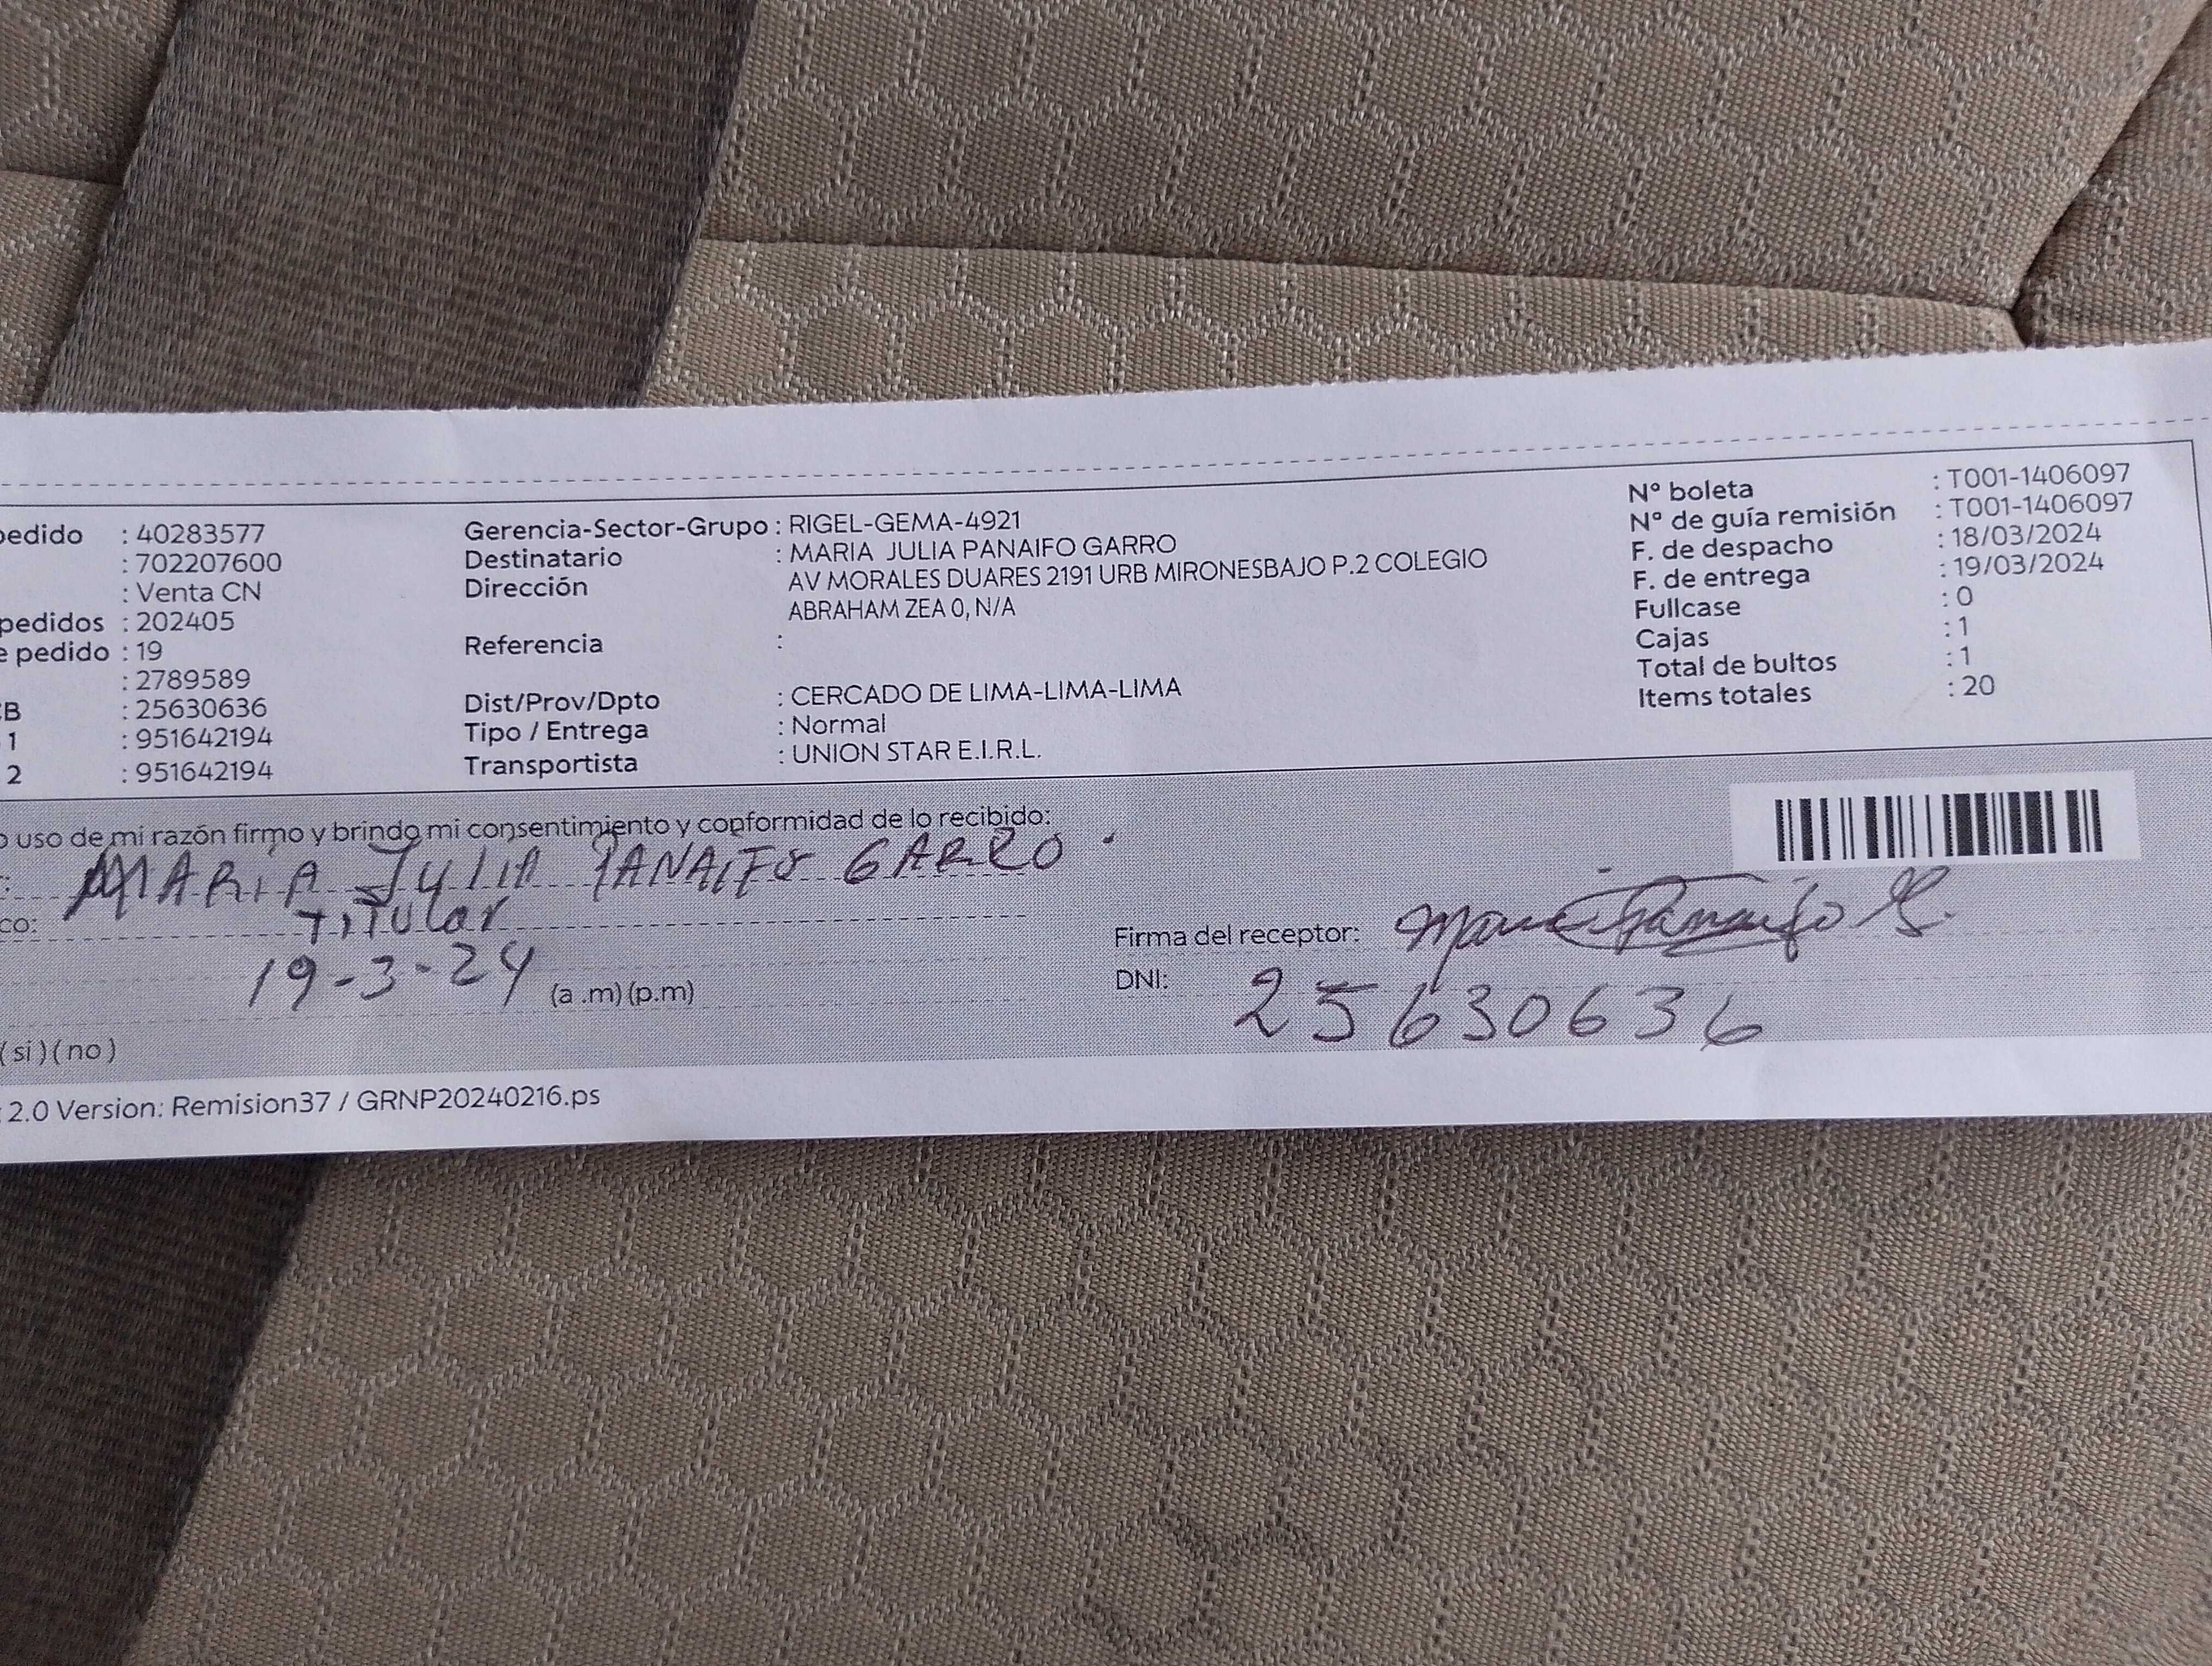 pedido : 40283577
: 702207600
: Venta CN
pedidos : 202405
e pedido : 19
: 2789589
B : 25630636
1 : 951642194
2 : 951642194
Gerencia-Sector-Grupo : RIGEL-GEMA-4921
Destinatario : MARIA JULIA PANAIFO GARRO
Dirección AV MORALES DUARES 2191 URB MIRONESBAJO P.2 COLEGIO
ABRAHAM ZEA 0, N/A
Referencia :
Dist/Prov/Dpto : CERCADO DE LIMA-LIMA-LIMA
Tipo / Entrega : Normal
Transportista : UNION STAR E.I.R.L.
N° boleta : T001-1406097
N° de guía remisión : T001-1406097
F. de despacho : 18/03/2024
F. de entrega : 19/03/2024
Fullcase : 0
Cajas : 1
Total de bultos : 1
Items totales : 20
o uso de mi razón firmo y brindo mi consentimiento y conformidad de lo recibido:
: MARIA JULIA PANAIFO GARRO.
co: TITULar
19-3-24 (a .m) (p.m)
(si) (no)
Firma del receptor: Maria Panaifo G.
DNI: 25630636
2.0 Version: Remision37 / GRNP20240216.ps